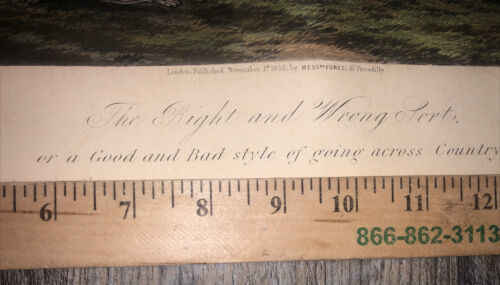 London, Published November 1st 1858, by MESSRS FORES, 41 Picadilly
The Right and Wrong Sort,
or a Good and Bad style of going across Country
6 7 8 9 10 11 12
866-862-3113